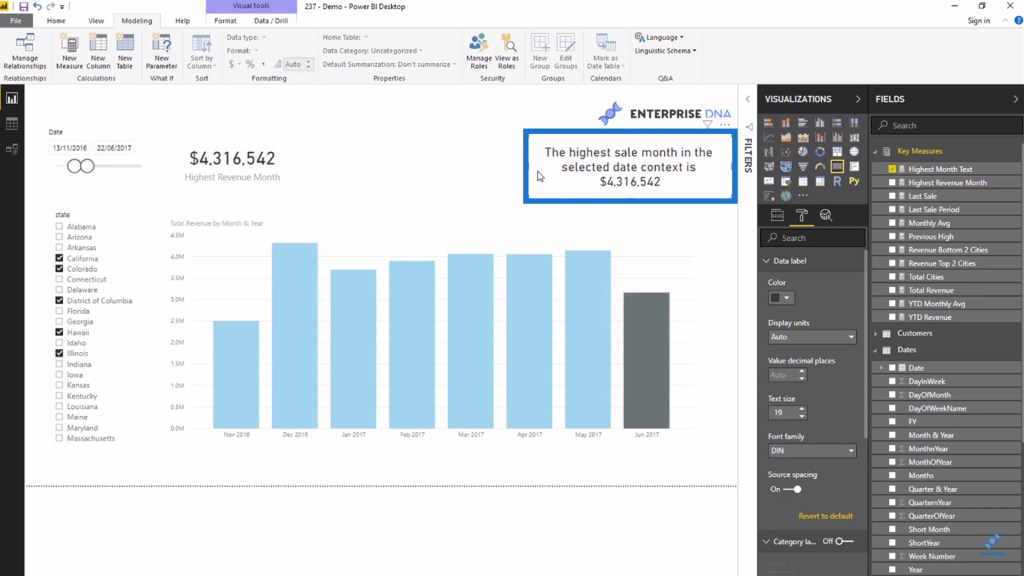 Visual tools
237 - Demo - Power BI Desktop
Sign in
File
Home
View
Modeling
Help
Format
Data / Drill
Manage
Relationships
New
Measure
New
Column
New
Table
New
Parameter
Sort by
Column
Data type:
Format:
$ - % , Auto
Home Table:
Data Category: Uncategorized
Default Summarization: Don't summarize
Manage
Roles
View as
Roles
New
Group
Edit
Groups
Mark as
Date Table
Language
Linguistic Schema
Relationships
Calculations
What If
Sort
Formatting
Properties
Security
Groups
Calendars
Q&A
ENTERPRISE DNA
Date
13/11/2016
22/06/2017
$4,316,542
Highest Revenue Month
The highest sale month in the
selected date context is
$4,316,542
state
Alabama
Arizona
Arkansas
California
Colorado
Connecticut
Delaware
District of Columbia
Florida
Georgia
Hawaii
Idaho
Illinois
Indiana
Iowa
Kansas
Kentucky
Louisiana
Maine
Maryland
Massachusetts
Total Revenue by Month & Year
4.5M
4.0M
3.5M
3.0M
2.5M
2.0M
1.5M
1.0M
0.5M
0.0M
Nov 2016
Dec 2016
Jan 2017
Feb 2017
Mar 2017
Apr 2017
May 2017
Jun 2017
FILTERS
VISUALIZATIONS
R
Py
Search
Data label
Color
Display units
Auto
Value decimal places
Auto
Text size
19
Font family
DIN
Source spacing
On
Revert to default
Category la...
Off
FIELDS
Search
Key Measures
Highest Month Text
Highest Revenue Month
Last Sale
Last Sale Period
Monthly Avg
Previous High
Revenue Bottom 2 Cities
Revenue Top 2 Cities
Total Cities
Total Revenue
YTD Monthly Avg
YTD Revenue
Customers
Dates
Date
DayInWeek
DayOfMonth
DayOfWeekName
FY
Month & Year
MonthnYear
MonthOfYear
Months
Quarter & Year
QuarternYear
QuarterOfYear
Short Month
ShortYear
Week Number
Year